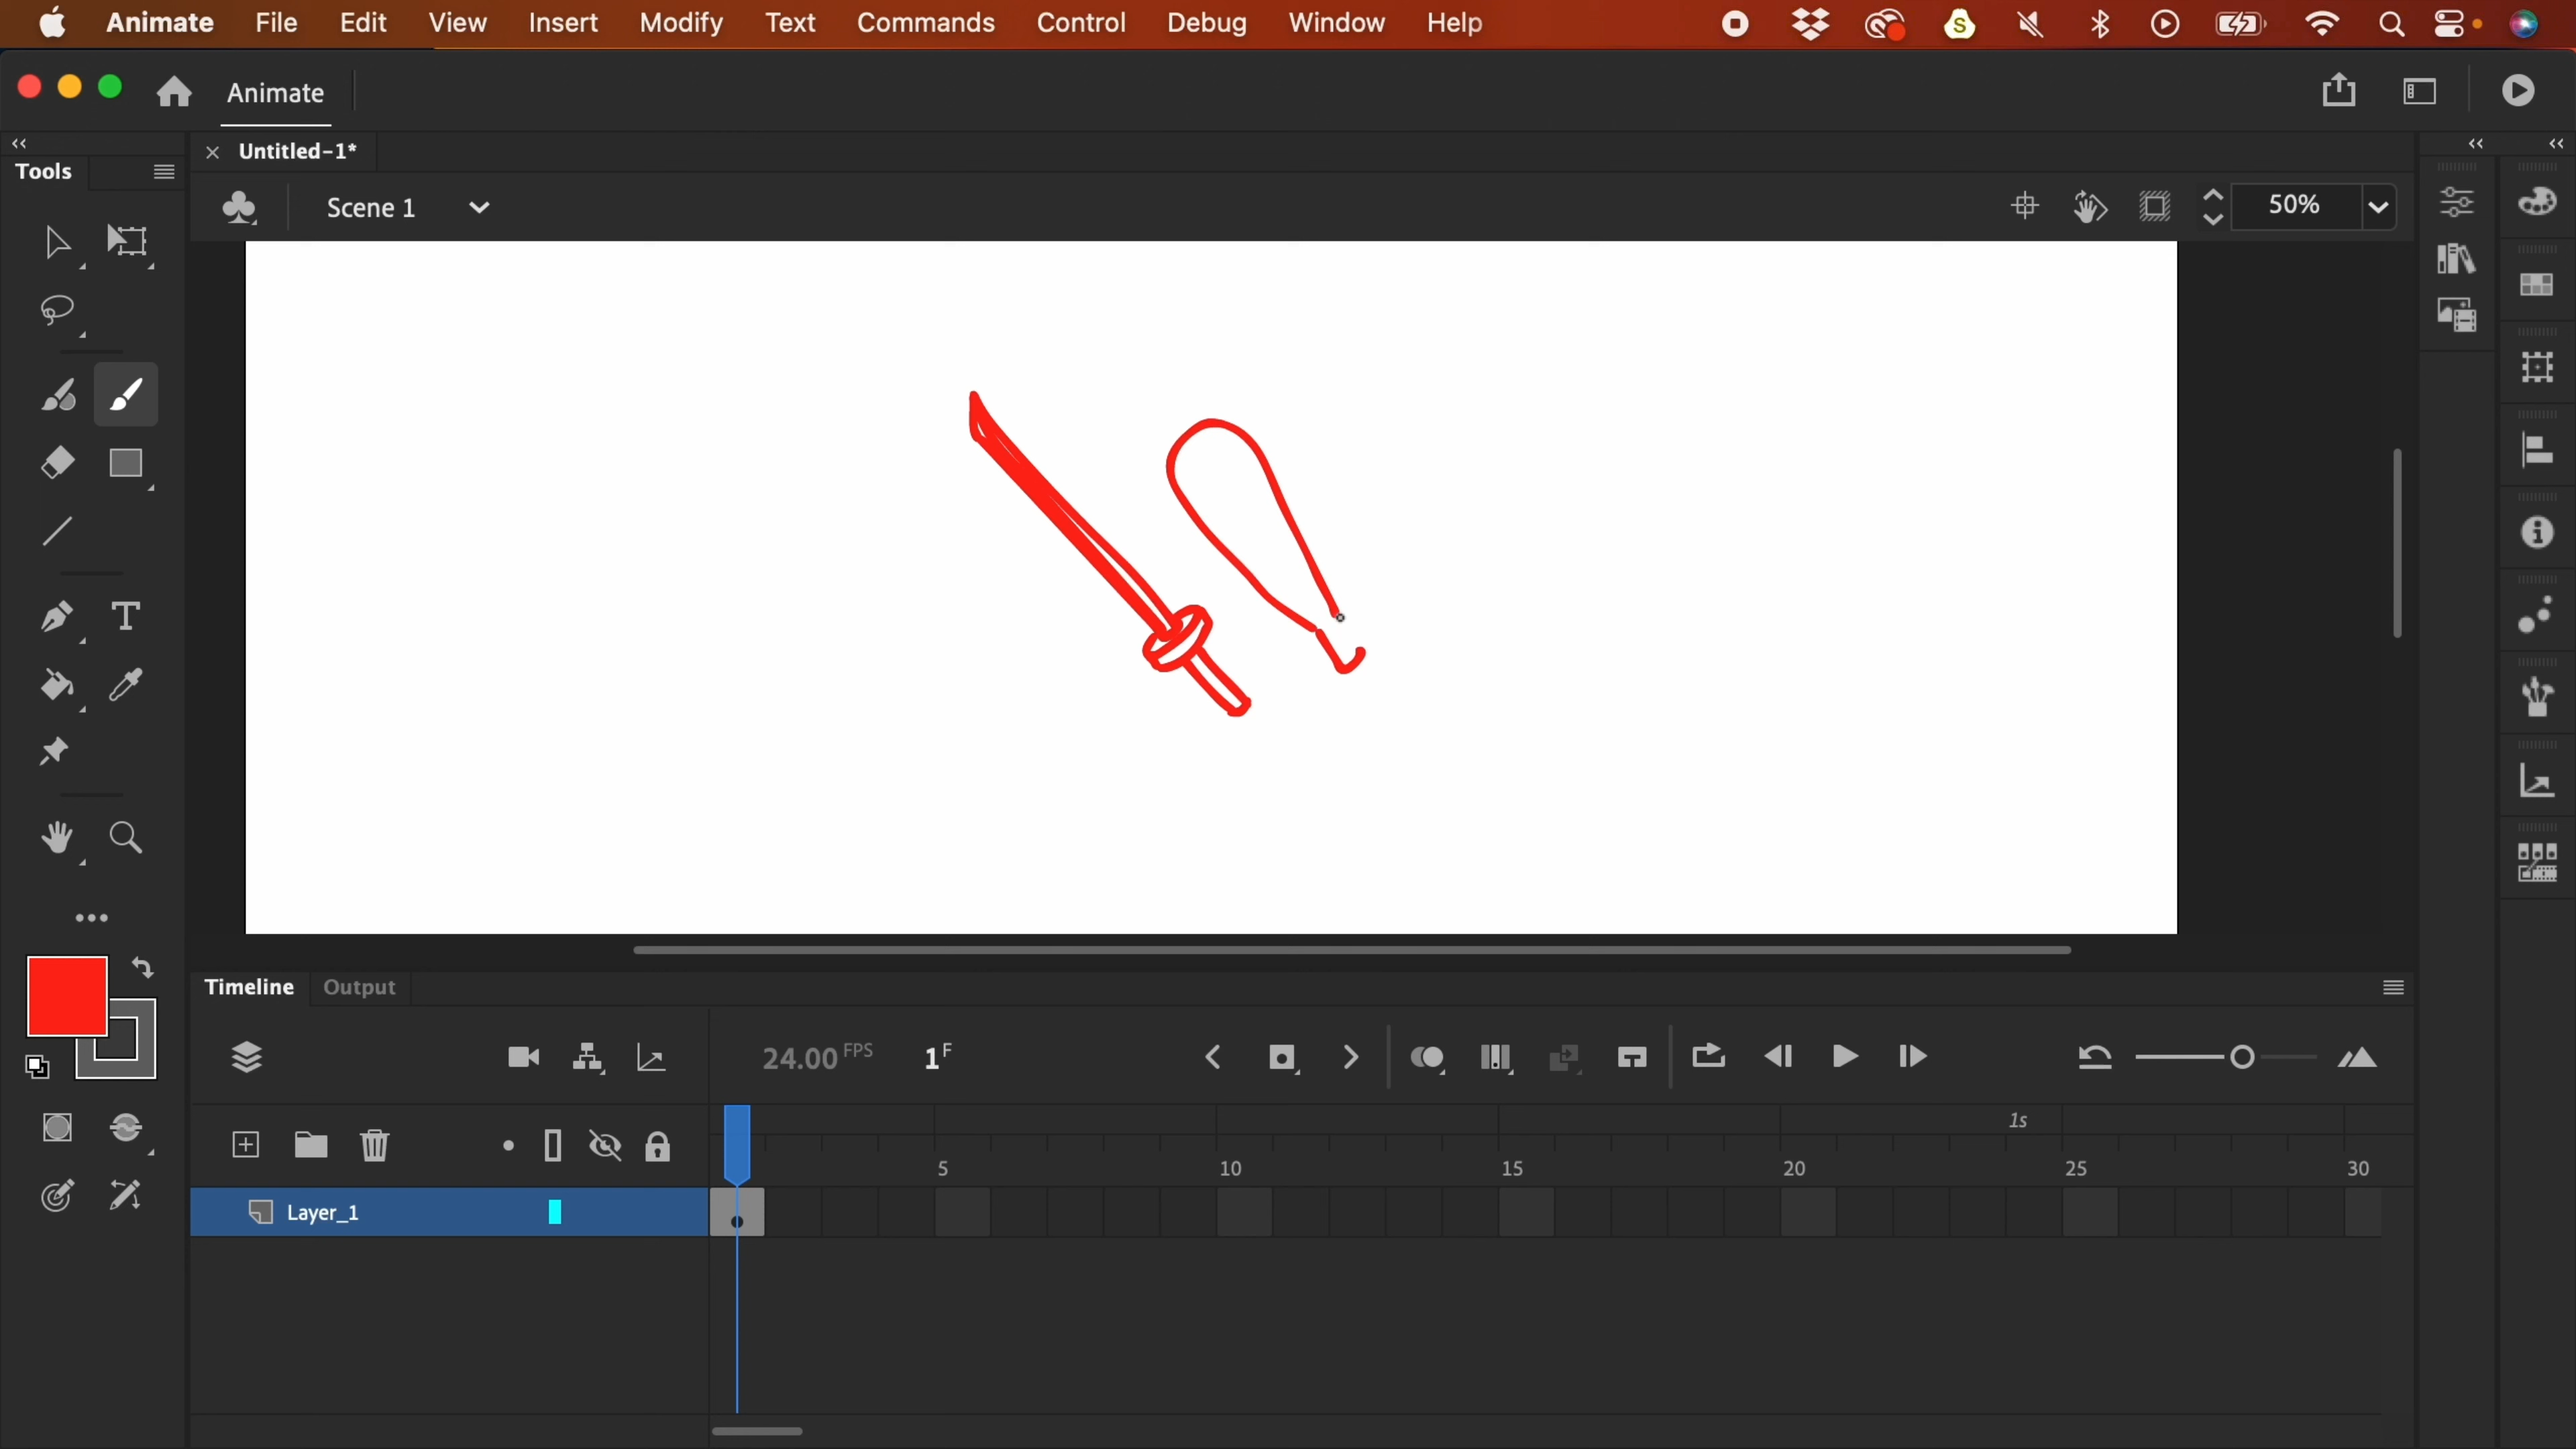 Animate File Edit View Insert Modify Text Commands Control Debug Window Help S
Animate
Tools
Untitled-1*
Scene 1
50%
T
Timeline Output
24.00 FPS 1 F
1s
5 10 15 20 25 30
Layer_1